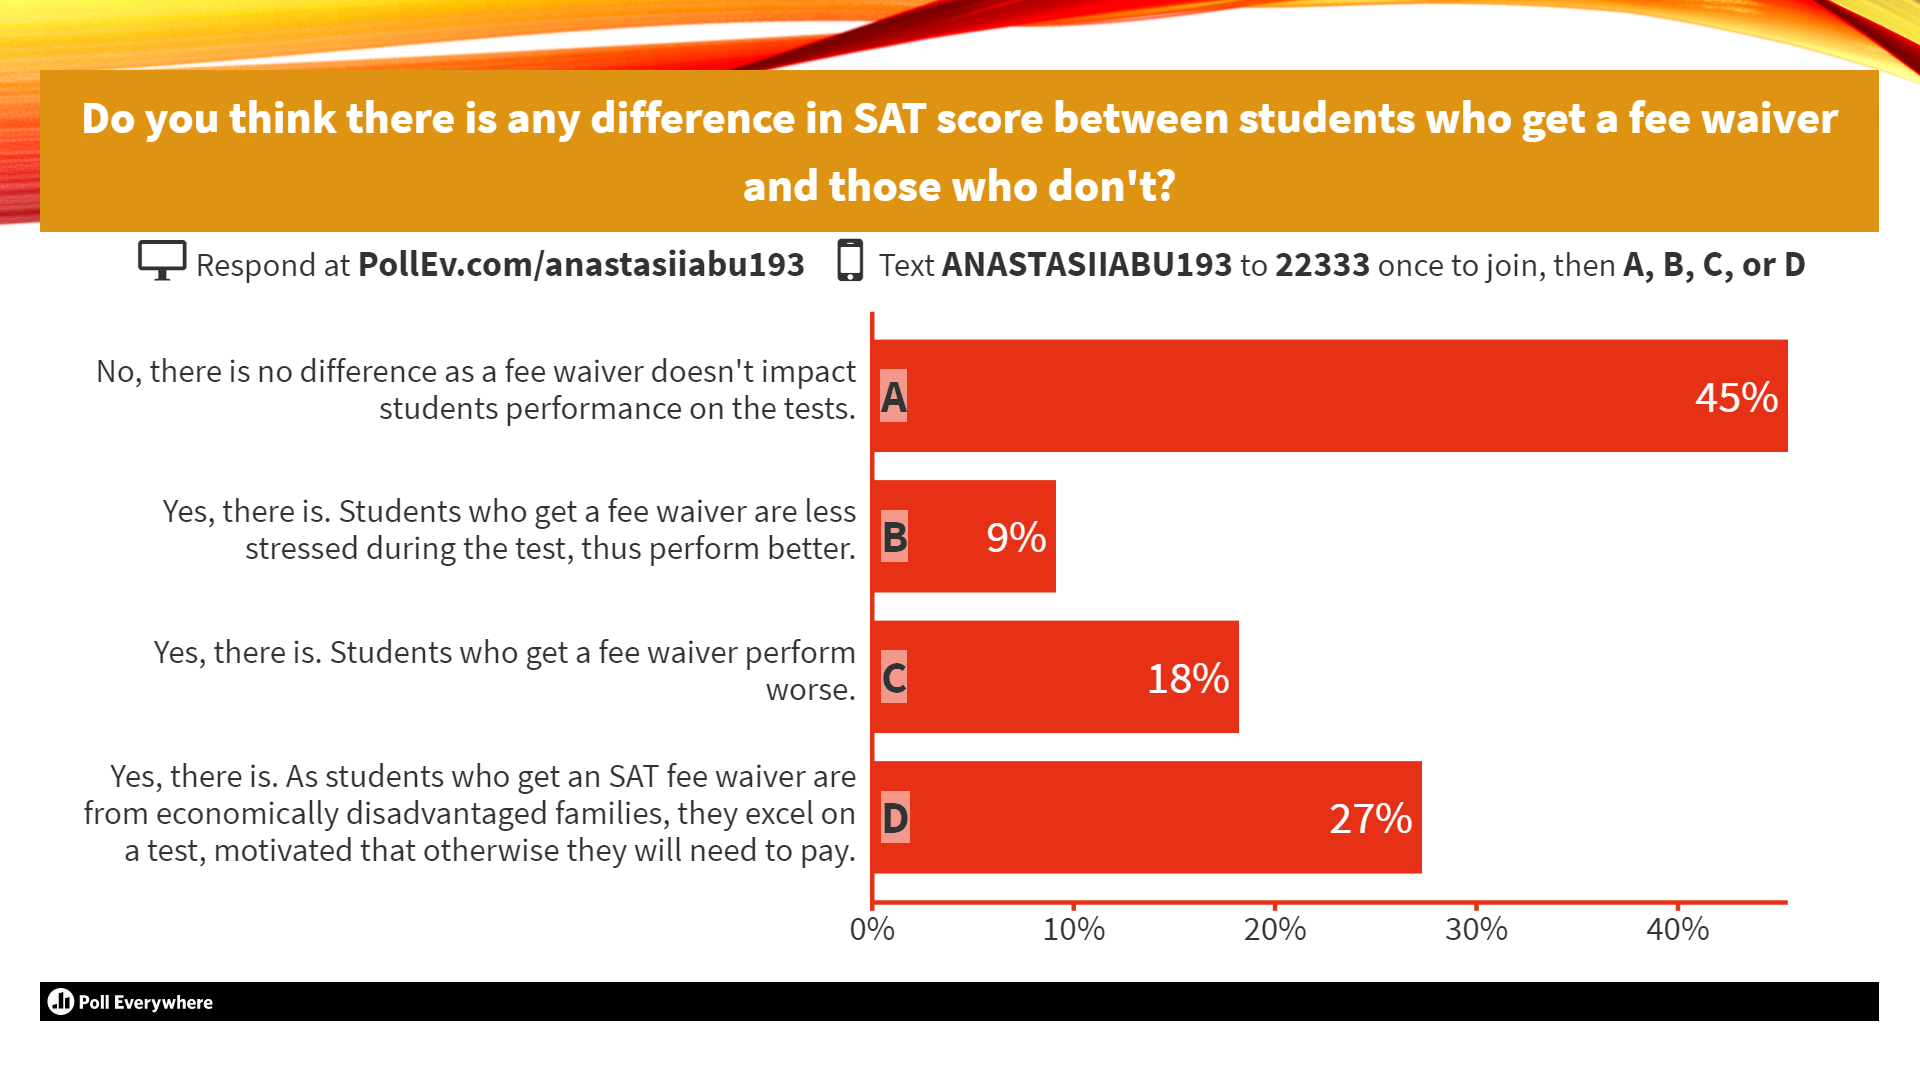 Do you think there is any difference in SAT score between students who get a fee waiver
and those who don't?
Respond at PollEv.com/anastasiiabu193 Text ANASTASIIABU193 to 22333 once to join, then A, B, C, or D
No, there is no difference as a fee waiver doesn't impact
students performance on the tests.
A 45%
Yes, there is. Students who get a fee waiver are less
stressed during the test, thus perform better.
B 9%
Yes, there is. Students who get a fee waiver perform
worse.
C 18%
Yes, there is. As students who get an SAT fee waiver are
from economically disadvantaged families, they excel on
a test, motivated that otherwise they will need to pay.
D 27%
0% 10% 20% 30% 40%
Poll Everywhere